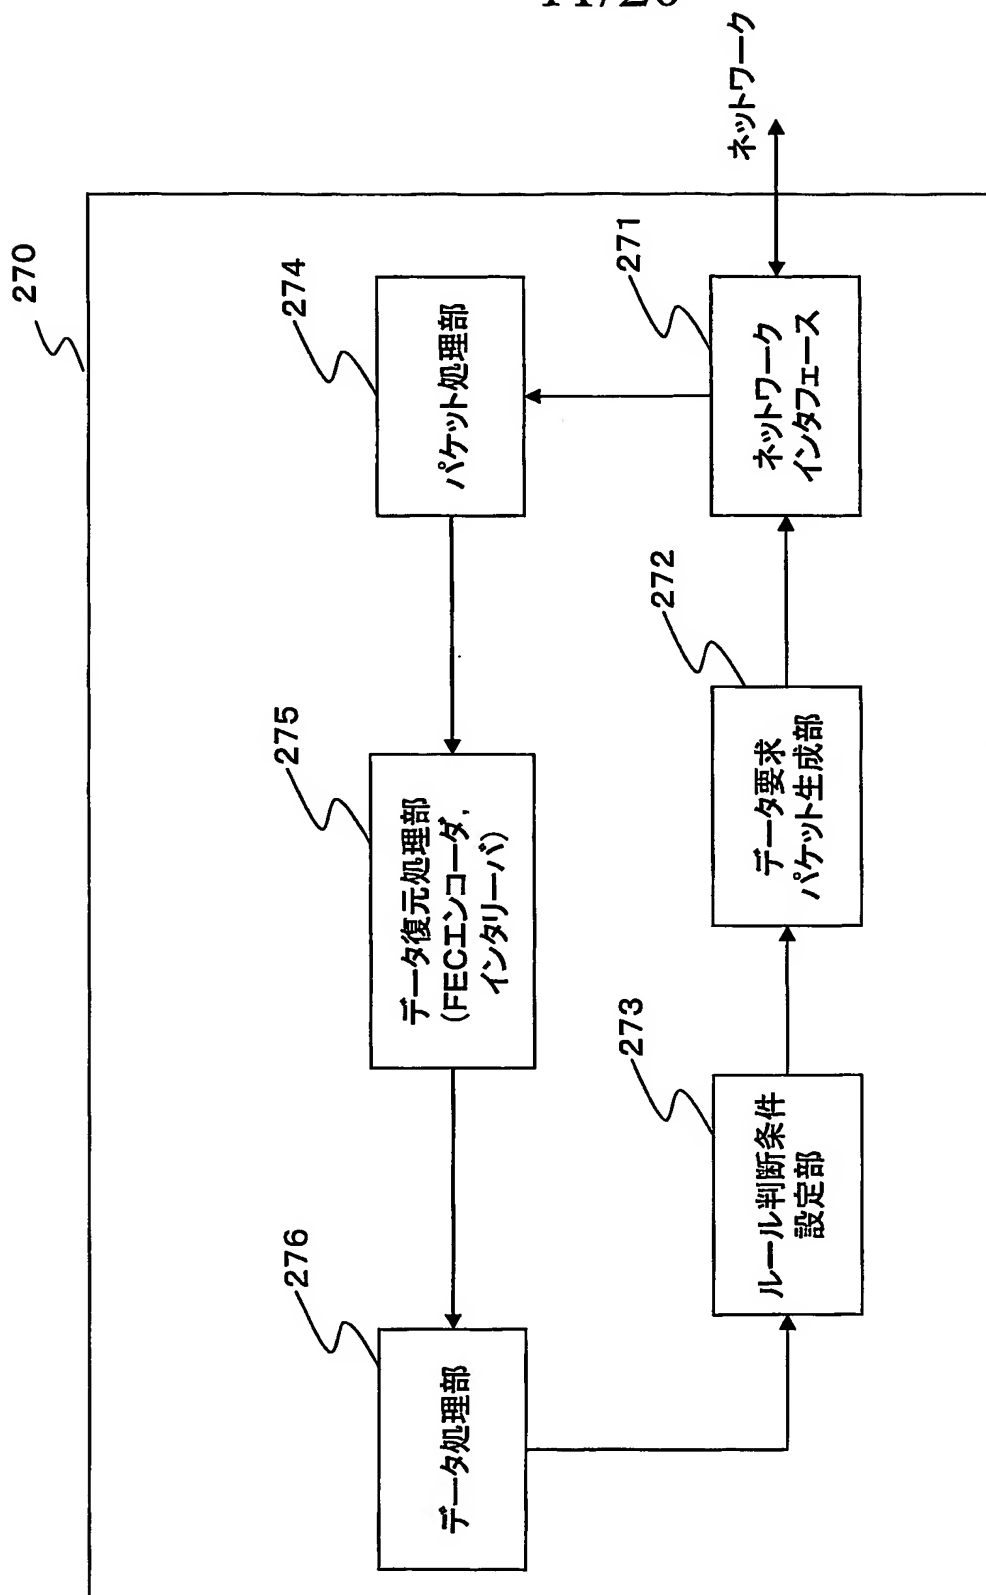 270
276
データ処理部
275
データ復元処理部
(FECエンコーダ,
インタリーバ)
274
パケット処理部
273
ルール判断条件
設定部
272
データ要求
パケット生成部
271
ネットワーク
インタフェース
ネットワーク